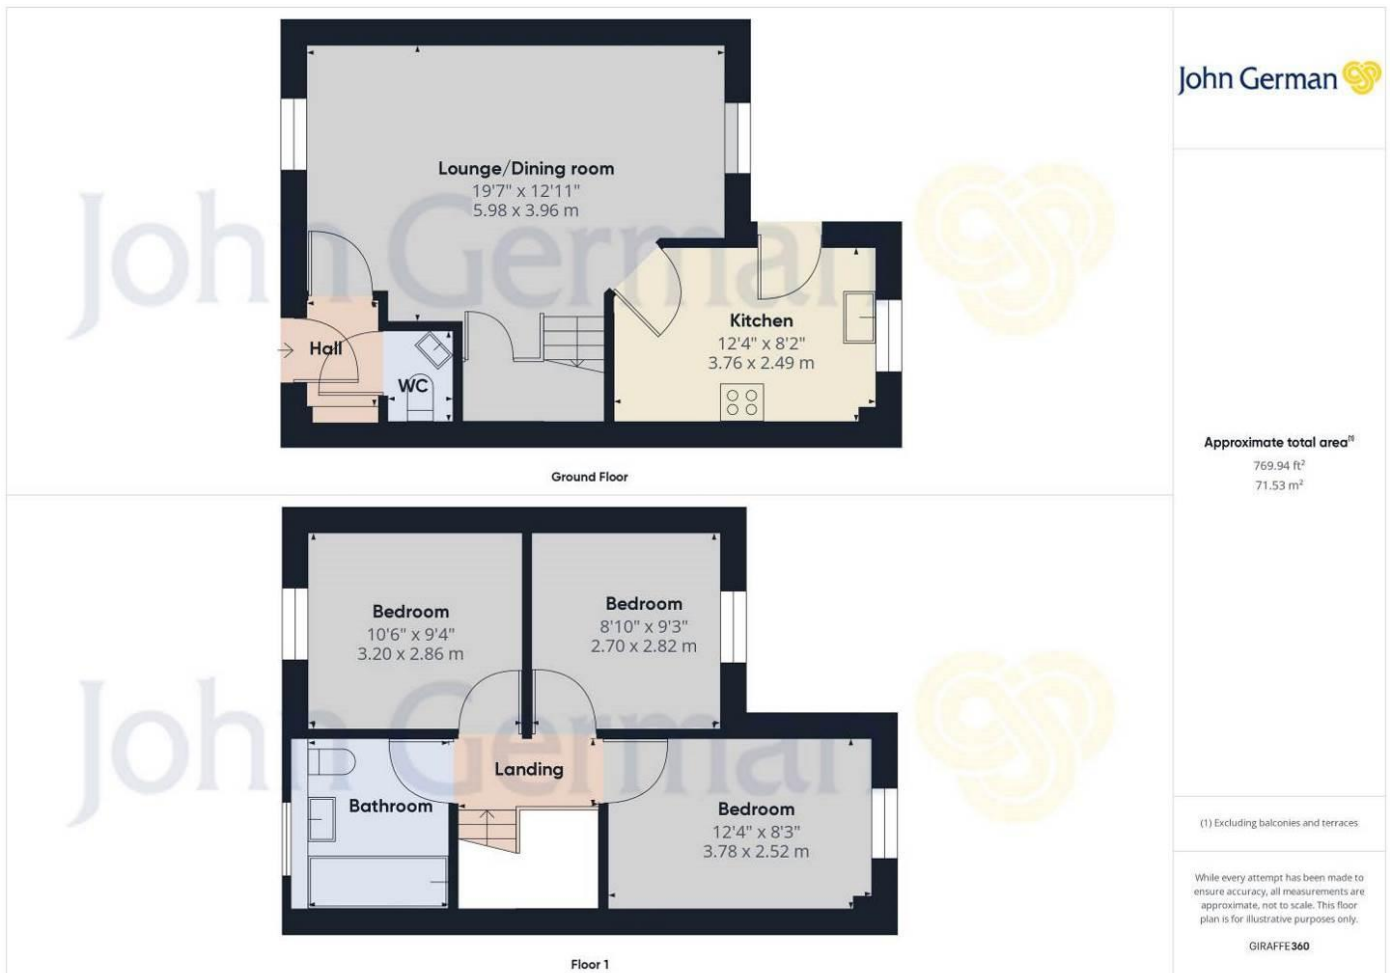 John German
Lounge/Dining room
19'7" x 12'11"
5.98 x 3.96 m
John German
Kitchen
12'4" x 8'2"
3.76 x 2.49 m
Hall
WC
Ground Floor
Approximate total area(1)
769.94 ft²
71.53 m²
Bedroom
10'6" x 9'4"
3.20 x 2.86 m
Bedroom
8'10" x 9'3"
2.70 x 2.82 m
John German
Landing
Bathroom
Bedroom
12'4" x 8'3"
3.78 x 2.52 m
Floor 1
(1) Excluding balconies and terraces
While every attempt has been made to
ensure accuracy, all measurements are
approximate, not to scale. This floor
plan is for illustrative purposes only.
GIRAFFE360